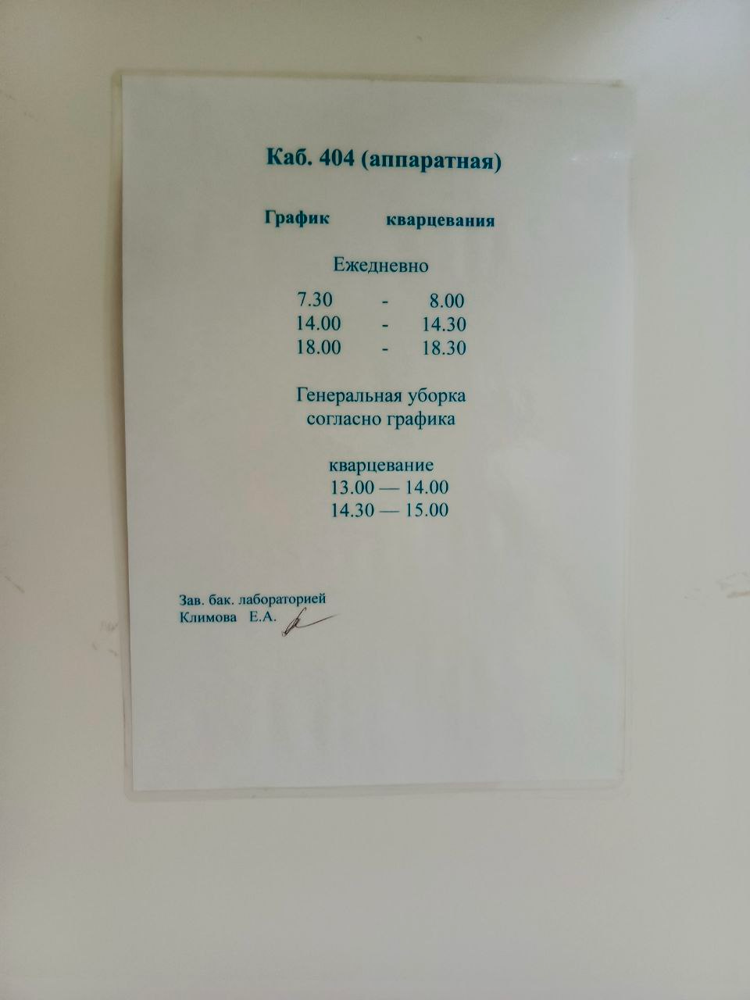 Каб. 404 (аппаратная)
График кварцевания
Ежедневно
7.30 - 8.00
14.00 - 14.30
18.00 - 18.30
Генеральная уборка
согласно графика
кварцевание
13.00 — 14.00
14.30 — 15.00
Зав. бак. лабораторией
Климова Е.А.